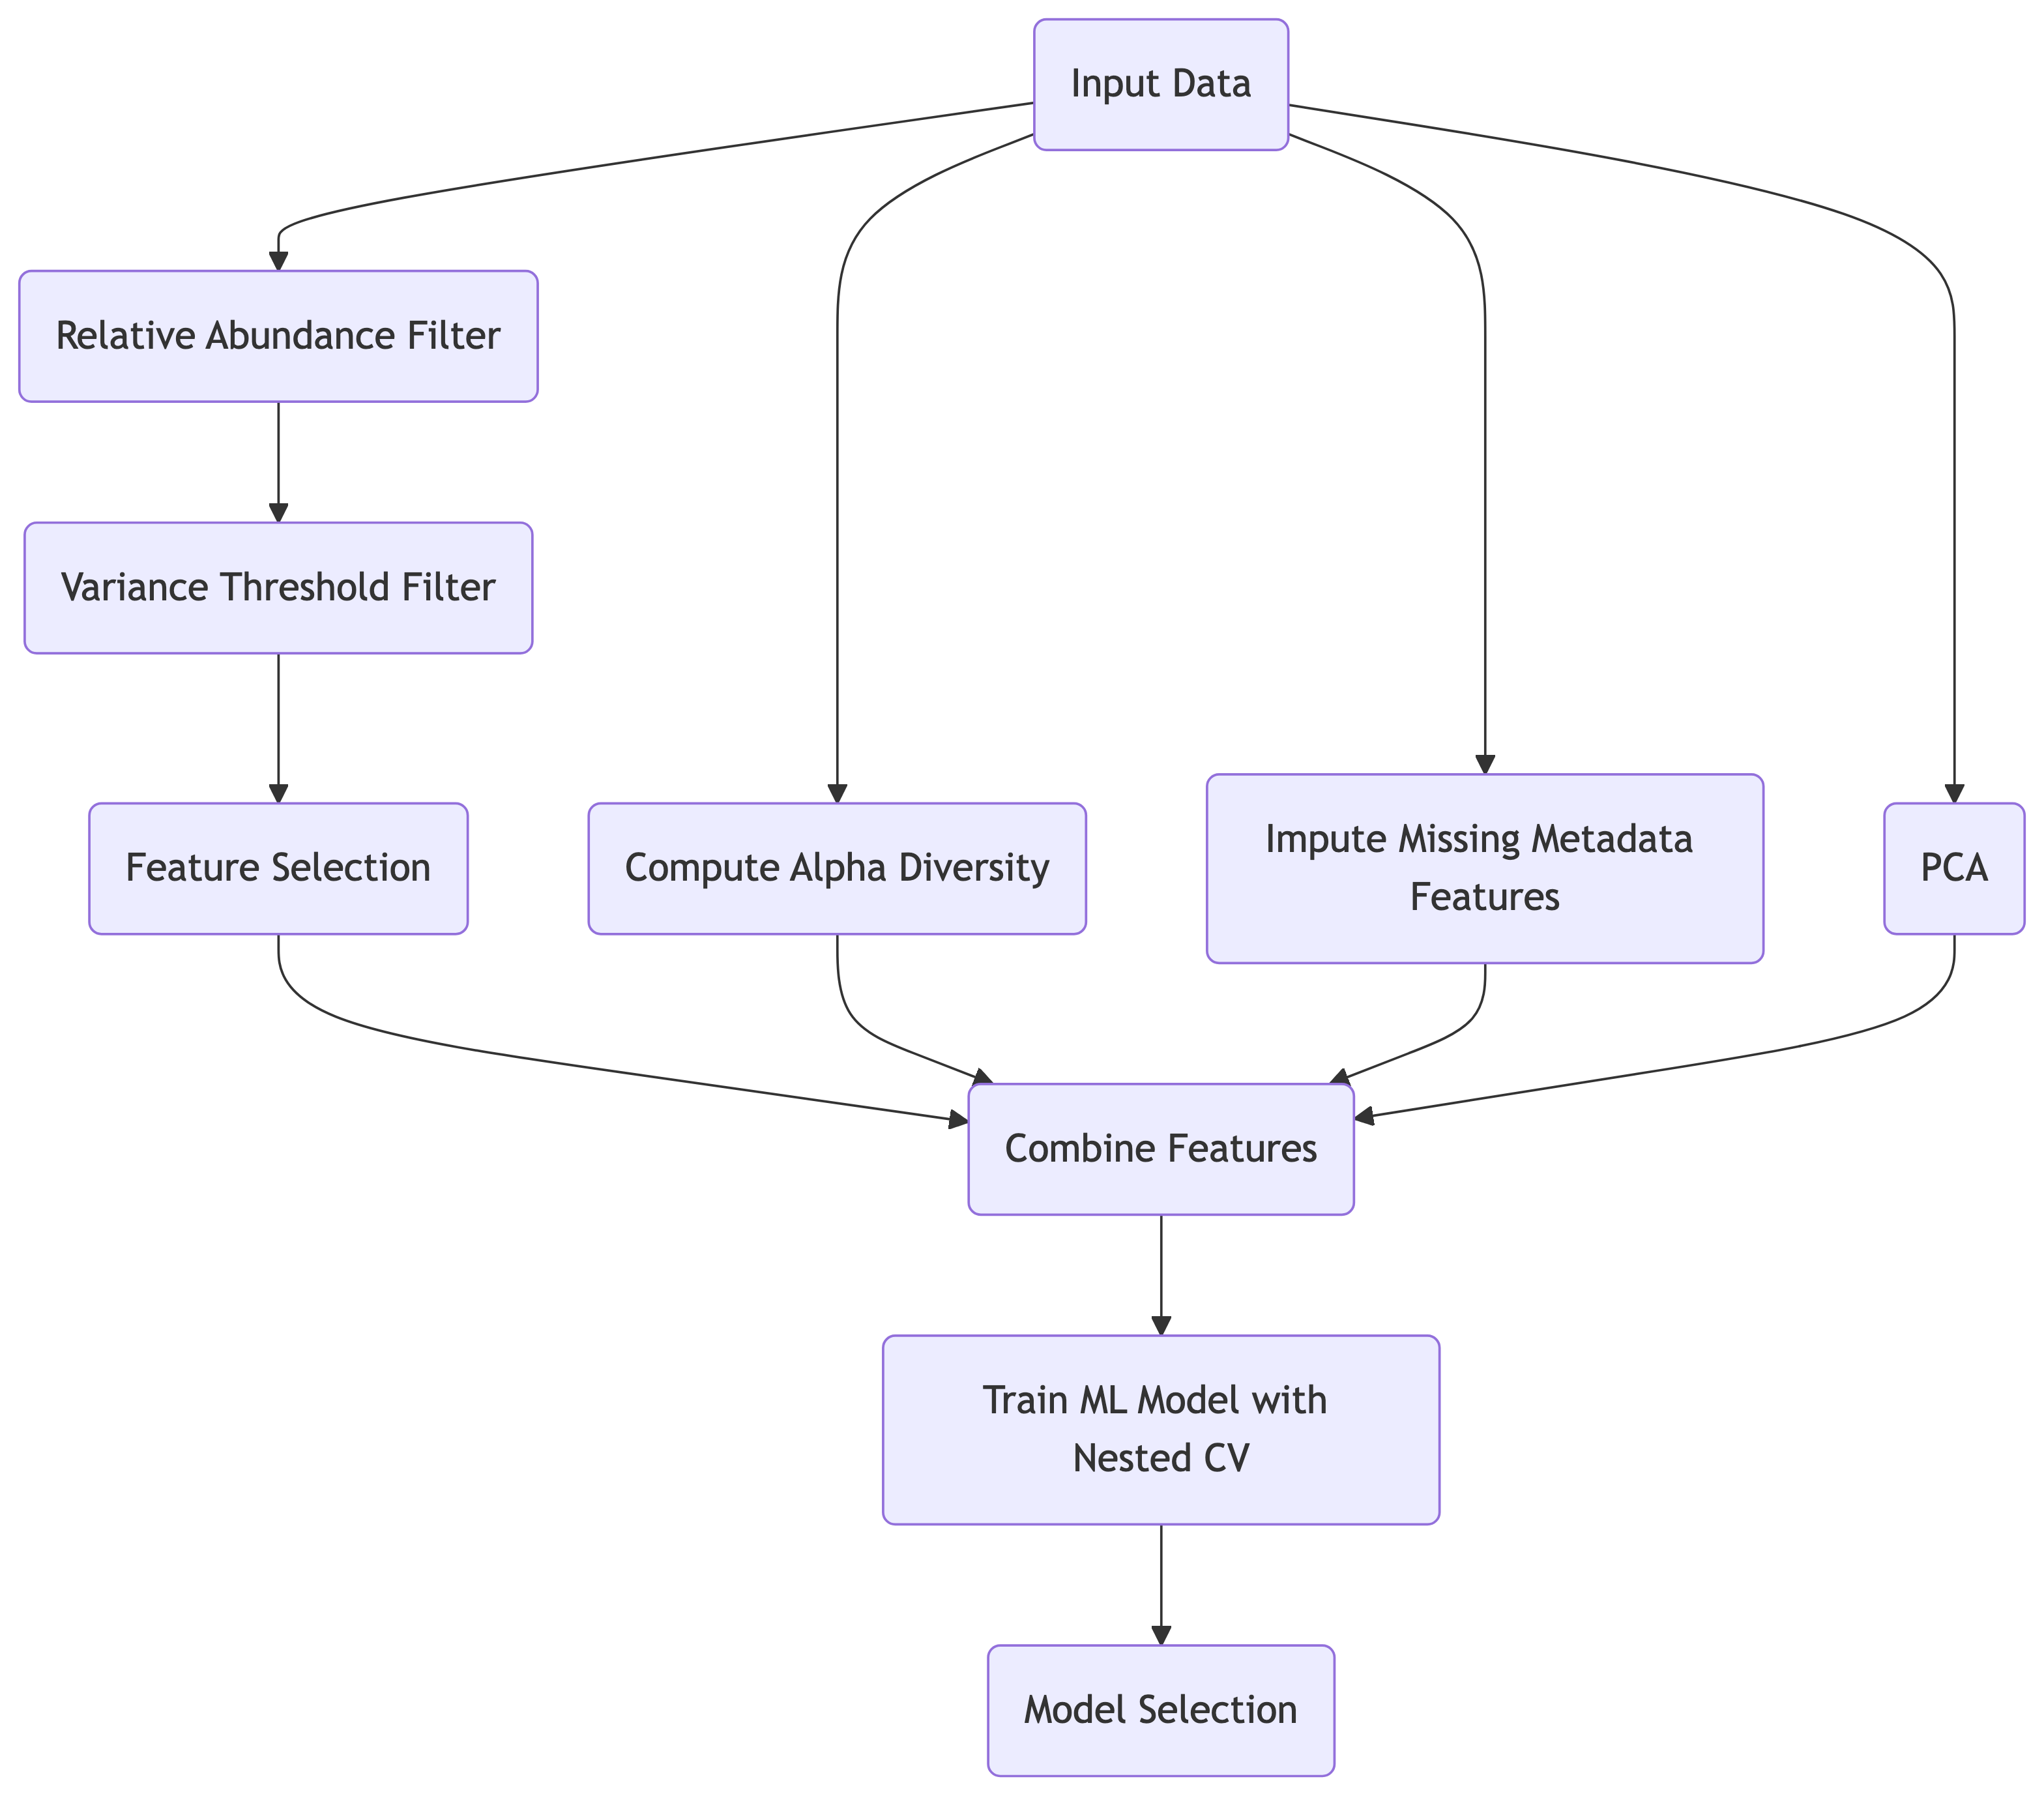 Input Data
Relative Abundance Filter
Variance Threshold Filter
Feature Selection
Compute Alpha Diversity
Impute Missing Metadata
Features
PCA
Combine Features
Train ML Model with
Nested CV
Model Selection